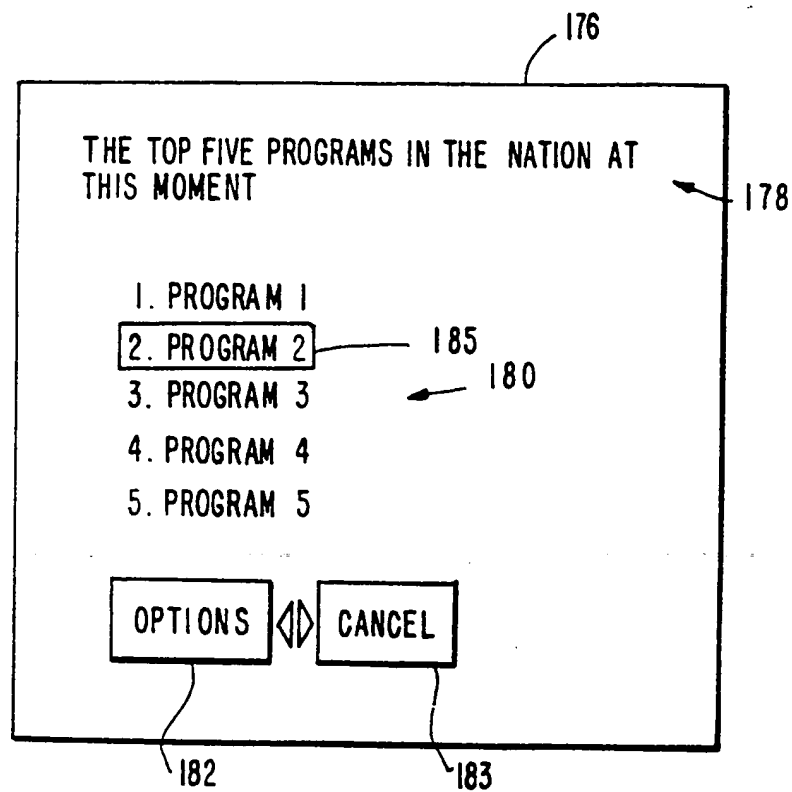 176
THE TOP FIVE PROGRAMS IN THE NATION AT
THIS MOMENT
178
1. PROGRAM 1
2. PROGRAM 2
185
3. PROGRAM 3
180
4. PROGRAM 4
5. PROGRAM 5
OPTIONS
CANCEL
182
183